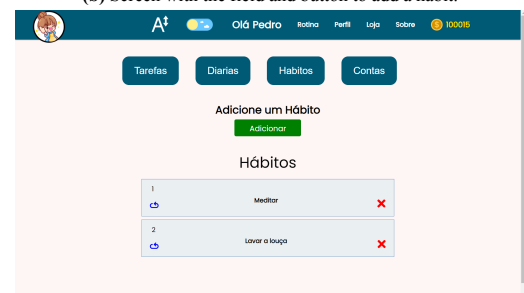 (b) Screen with the field and button to add a habit.
A Olá Pedro Rotina Perfil Loja Sobre $ 100015
Tarefas Diarias Habitos Contas
Adicione um Hábito
Adicionar
Hábitos
1
Meditar
2
Lavar a louça